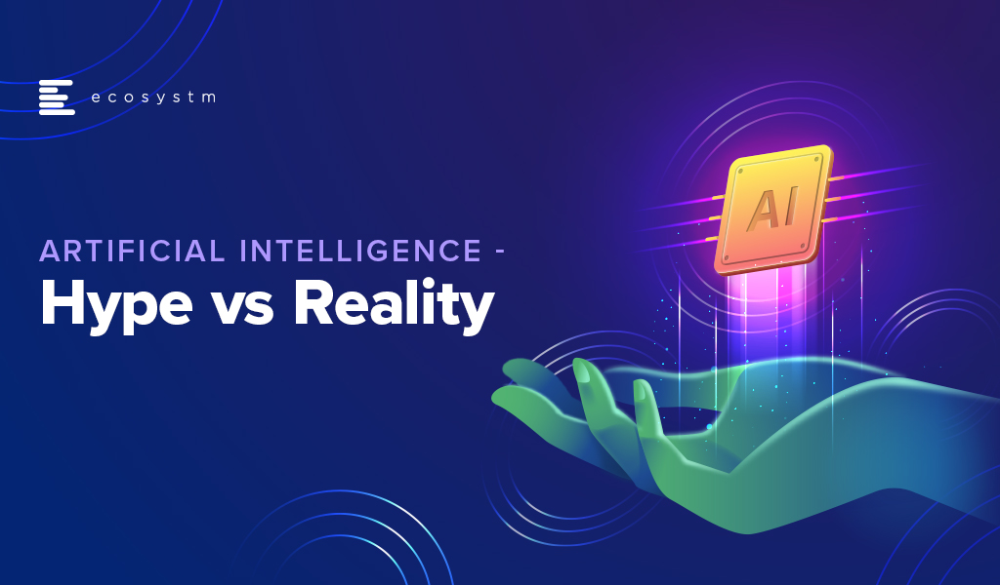 ecosystm
ARTIFICIAL INTELLIGENCE -
Hype vs Reality
AI